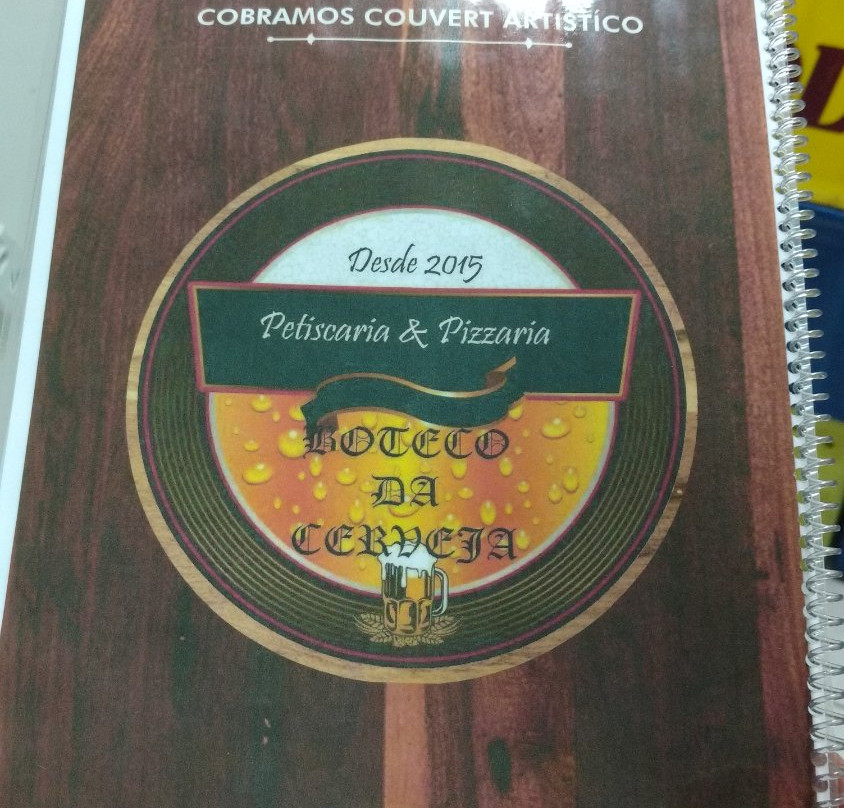 COBRAMOS COUVERT ARTISTÍCO
Desde 2015
Petiscaria & Pizzaria
BOTECO
DA
CERVEJA